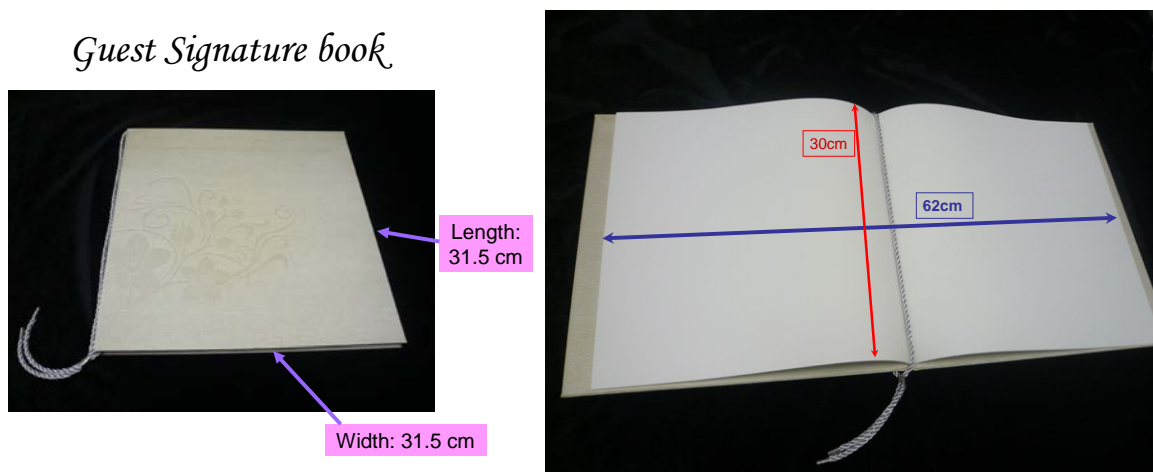 Guest Signature book
Length:
31.5 cm
Width: 31.5 cm
30cm
62cm